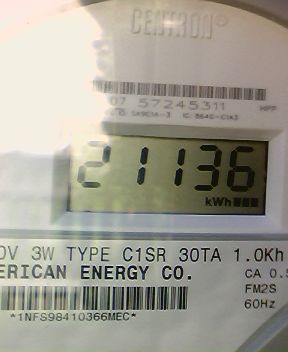 CENTRON®
07 57245311
21136
kWh
0V 3W TYPE C1SR 30TA 1.0Kh
ERICAN ENERGY CO.
CA 0.5
FM2S
60Hz
*1NFS98410366MEC*